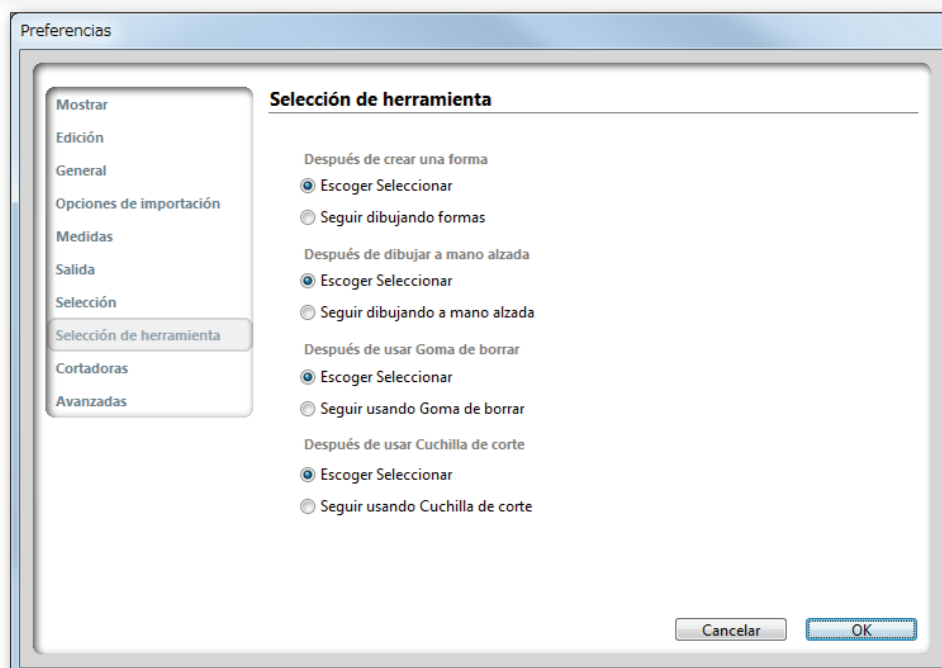 Preferencias
Mostrar
Edición
General
Opciones de importación
Medidas
Salida
Selección
Selección de herramienta
Cortadoras
Avanzadas
Selección de herramienta
Después de crear una forma
Escoger Seleccionar
Seguir dibujando formas
Después de dibujar a mano alzada
Escoger Seleccionar
Seguir dibujando a mano alzada
Después de usar Goma de borrar
Escoger Seleccionar
Seguir usando Goma de borrar
Después de usar Cuchilla de corte
Escoger Seleccionar
Seguir usando Cuchilla de corte
Cancelar
OK